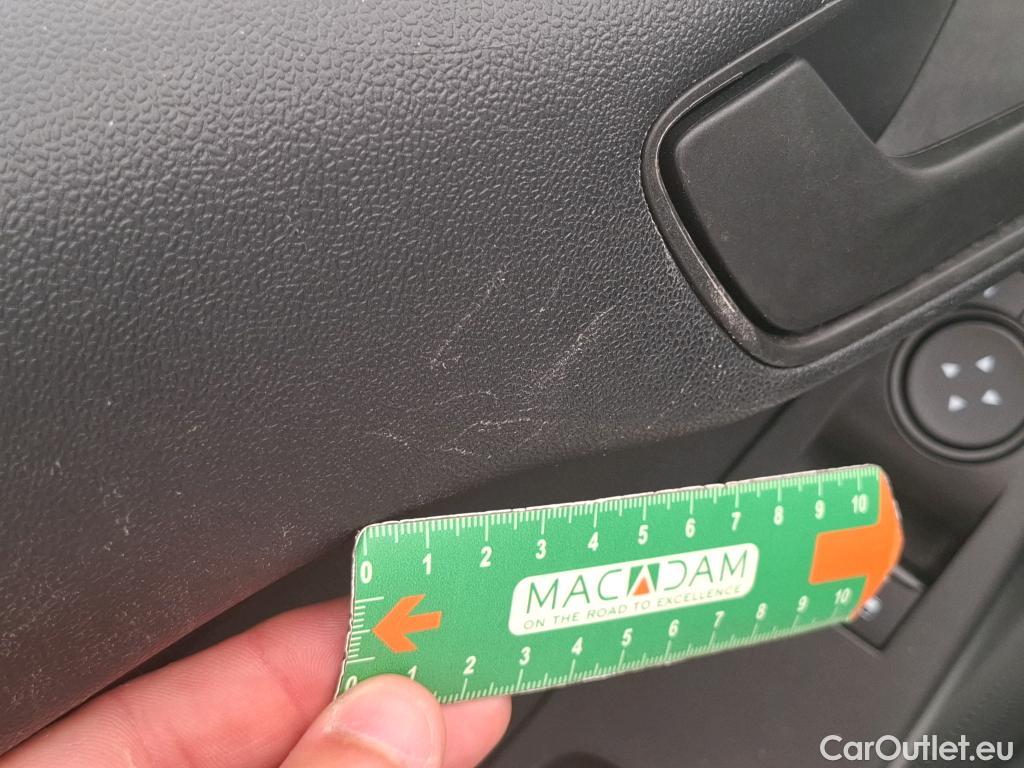 0 1 2 3 4 5 6 7 8 9 10
MACADAM
ON THE ROAD TO EXCELLENCE
0 1 2 3 4 5 6 7 8 9 10
CarOutlet.eu